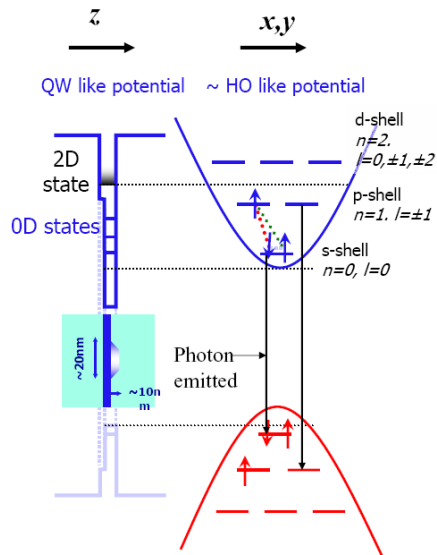 z
x,y
QW like potential ~ HO like potential
d-shell
n=2.
l=0,±1,±2
2D
state
p-shell
n=1. l=±1
0D states
s-shell
n=0, l=0
~20nm
Photon
emitted
~10n
m